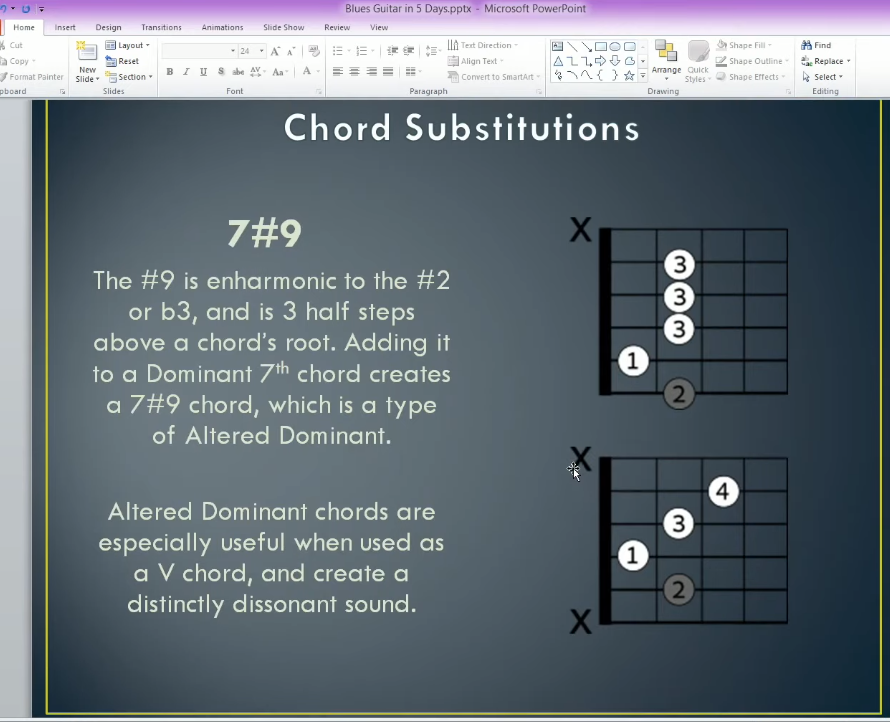 Blues Guitar in 5 Days.pptx - Microsoft PowerPoint
Home Insert Design Transitions Animations Slide Show Review View
Cut
Copy
Format Painter
New
Slide
Layout
Reset
Section
24
B I U S abc AV Aa A
Text Direction
Align Text
Convert to SmartArt
Arrange
Quick
Styles
Shape Fill
Shape Outline
Shape Effects
Find
Replace
Select
pboard Slides Font Paragraph Drawing Editing
Chord Substitutions
7#9
The #9 is enharmonic to the #2
or b3, and is 3 half steps
above a chord's root. Adding it
to a Dominant 7th chord creates
a 7#9 chord, which is a type
of Altered Dominant.
Altered Dominant chords are
especially useful when used as
a V chord, and create a
distinctly dissonant sound.
X
3
3
3
1
2
X
4
3
1
2
X